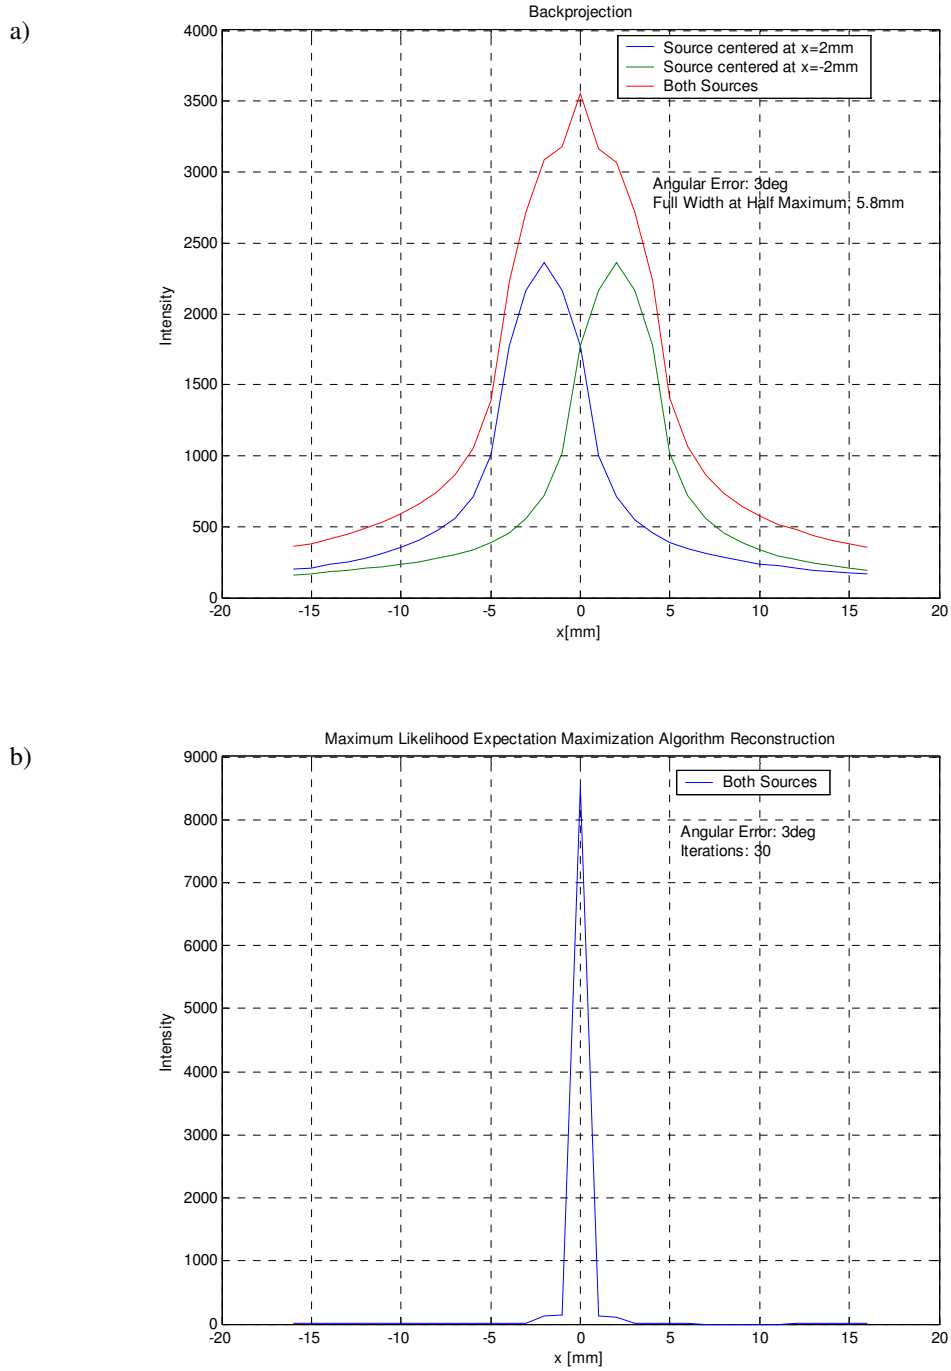 a)
Backprojection
4000
3500
3000
2500
2000
1500
1000
500
0
Intensity
Source centered at x=2mm
Source centered at x=-2mm
Both Sources
Angular Error: 3deg
Full Width at Half Maximum: 5.8mm
-20 -15 -10 -5 0 5 10 15 20
x[mm]
b)
Maximum Likelihood Expectation Maximization Algorithm Reconstruction
9000
8000
7000
6000
5000
4000
3000
2000
1000
0
Intensity
Both Sources
Angular Error: 3deg
Iterations: 30
-20 -15 -10 -5 0 5 10 15 20
x [mm]